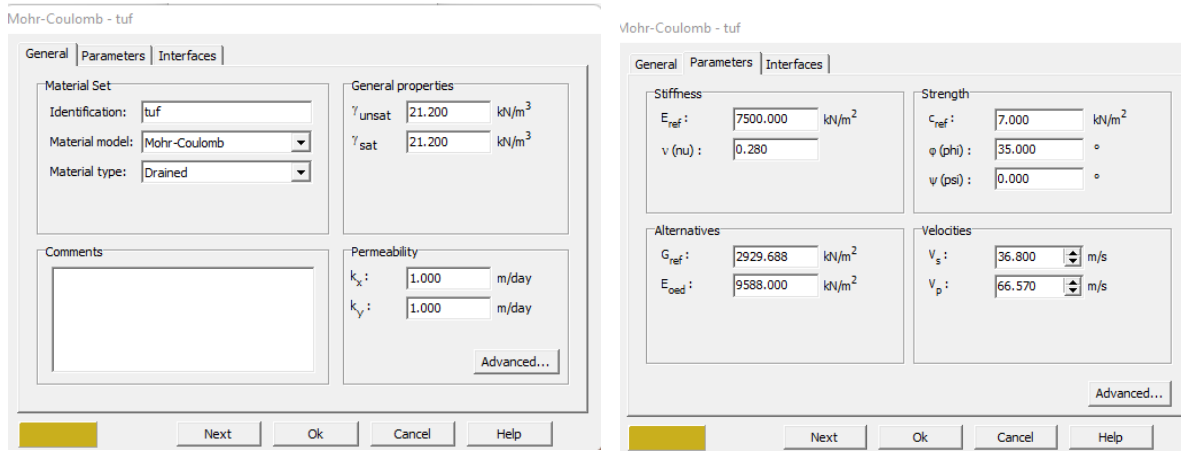 Mohr-Coulomb - tuf
General Parameters Interfaces
Material Set
Identification: tuf
Material model: Mohr-Coulomb
Material type: Drained
General properties
γunsat 21.200 kN/m³
γsat 21.200 kN/m³
Comments
Permeability
kx: 1.000 m/day
ky: 1.000 m/day
Advanced...
Next Ok Cancel Help
Mohr-Coulomb - tuf
General Parameters Interfaces
Stiffness
Eref: 7500.000 kN/m²
ν (nu) : 0.280
Strength
cref: 7.000 kN/m²
φ (phi) : 35.000 °
ψ (psi) : 0.000 °
Alternatives
Gref: 2929.688 kN/m²
Eoed: 9588.000 kN/m²
Velocities
Vs: 36.800 m/s
Vp: 66.570 m/s
Advanced...
Next Ok Cancel Help